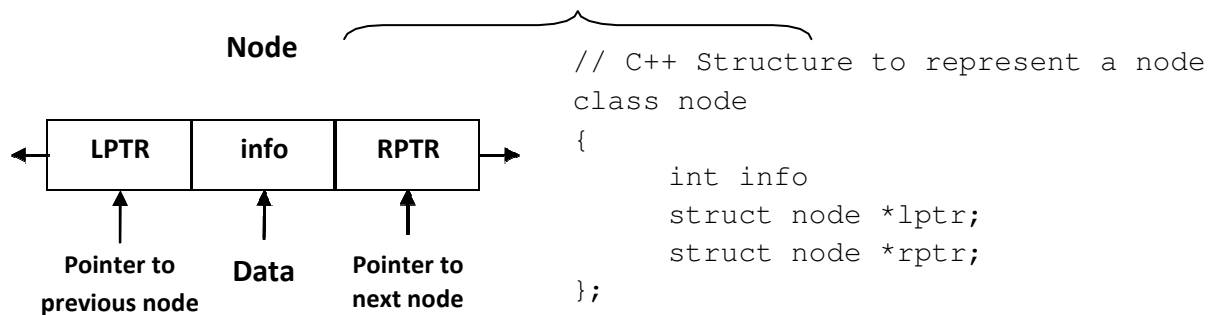 Node
LPTR info RPTR
Pointer to
previous node
Data
Pointer to
next node
// C++ Structure to represent a node
class node
{
int info
struct node *lptr;
struct node *rptr;
};